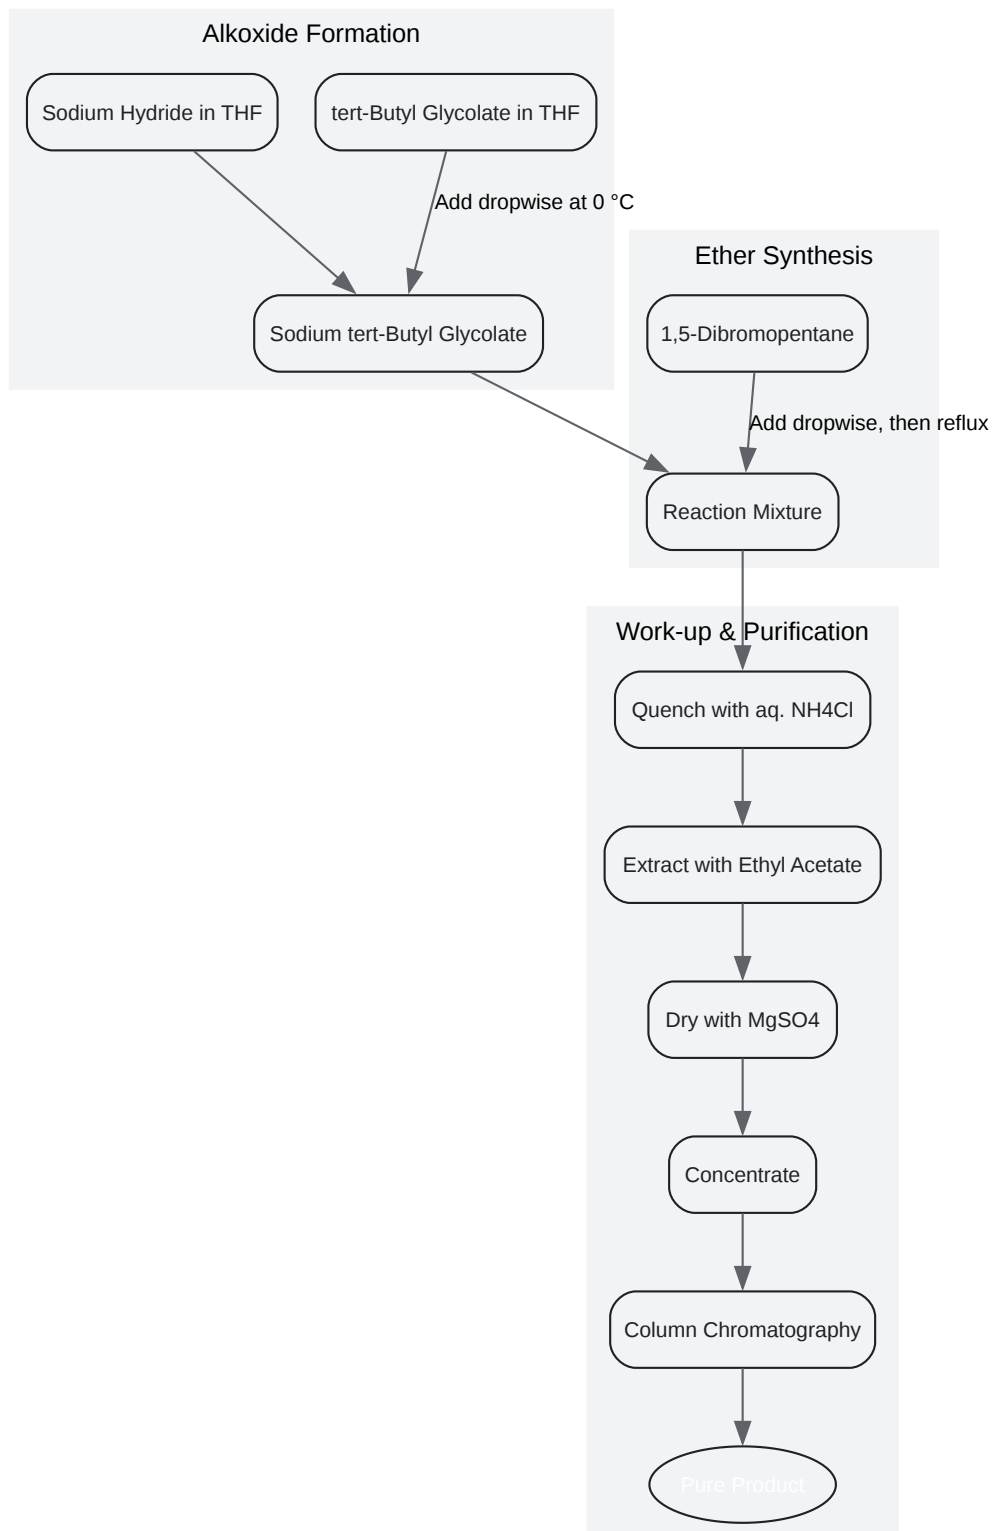 Alkoxide Formation
Sodium Hydride in THF
tert-Butyl Glycolate in THF
Add dropwise at 0 °C
Sodium tert-Butyl Glycolate
Ether Synthesis
1,5-Dibromopentane
Add dropwise, then reflux
Reaction Mixture
Work-up & Purification
Quench with aq. NH4Cl
Extract with Ethyl Acetate
Dry with MgSO4
Concentrate
Column Chromatography
Pure Product